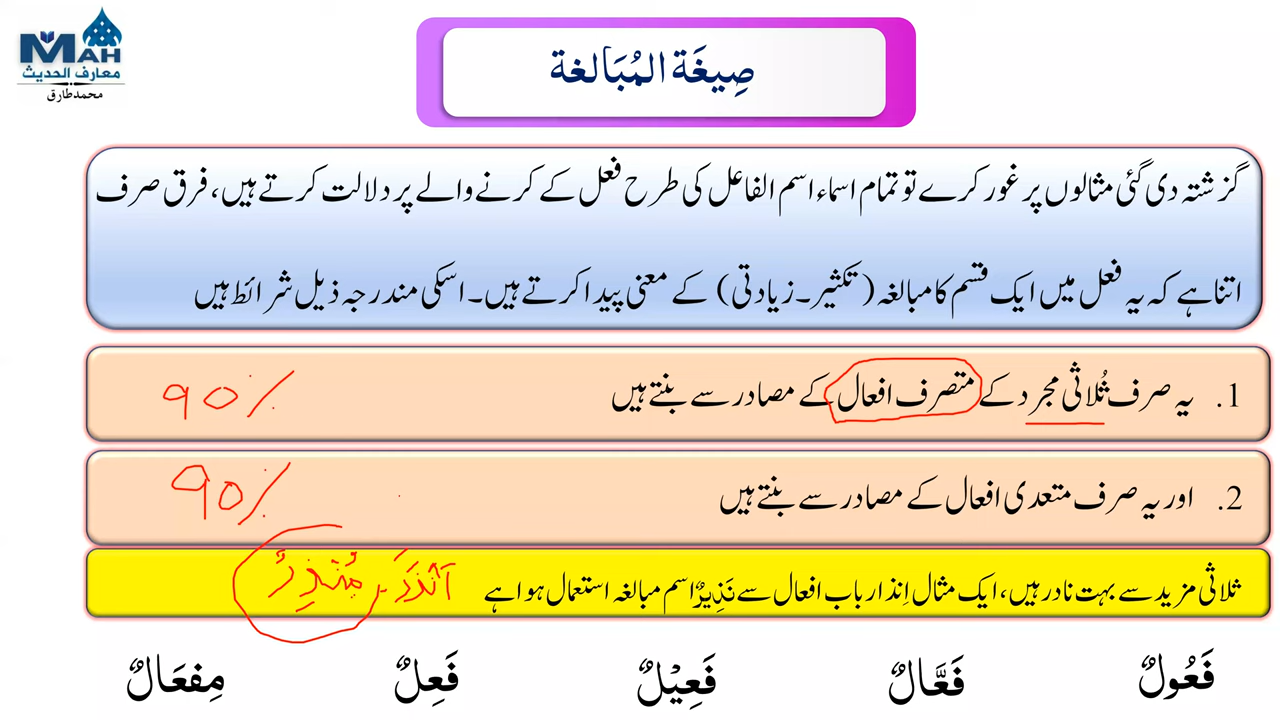 MAH
معارف الحدیث
محمد طارق
صِيغَة المُبَالغة
گزشتہ دی گئی مثالوں پر غور کرے تو تمام اسماء اسم الفاعل کی طرح فعل کے کرنے والے پر دلالت کرتے ہیں، فرق صرف
اتنا ہے کہ یہ فعل میں ایک قسم کا مبالغہ (تکثیر۔زیادتی) کے معنی پیدا کرتے ہیں۔ اسکی مندرجہ ذیل شرائط ہیں
1. یہ صرف ثُلاثی مجرد کے متصرف افعال کے مصادر سے بنتے ہیں
90%
2. اور یہ صرف متعدی افعال کے مصادر سے بنتے ہیں
90%
ثلاثی مزید سے بہت نادر ہیں، ایک مثال اِنذار باب افعال سے نَذِیرٌ اسم مبالغہ استعمال ہوا ہے
اَنْذَرَ - مُنْذِرٌ
فَعُولٌ فَعَّالٌ فَعِيْلٌ فَعِلٌ مِفعَالٌ